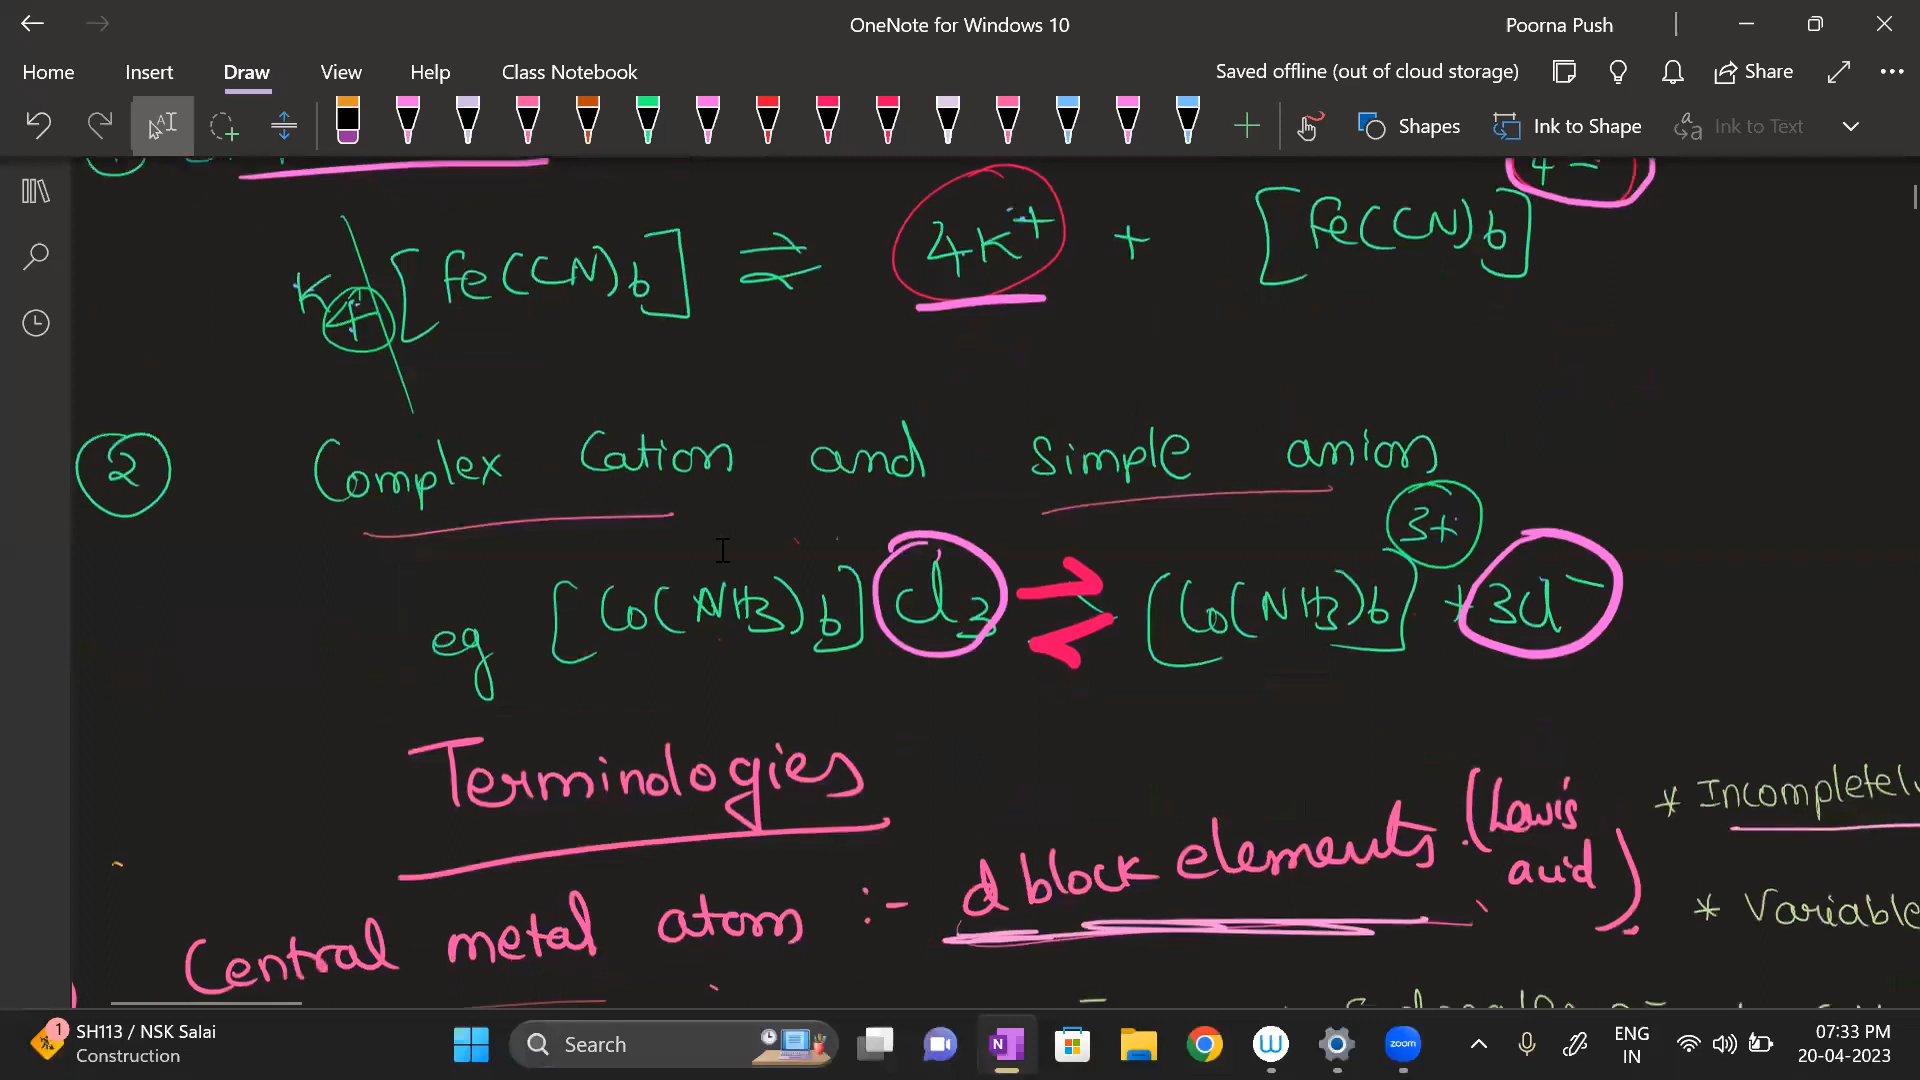 OneNote for Windows 10
Poorna Push
Home Insert Draw View Help Class Notebook
Saved offline (out of cloud storage)
Share
Shapes
Ink to Shape
Ink to Text
4-
K4[Fe(CN)6] ⇌ 4K+ + [Fe(CN)6]
2 Complex Cation and Simple anion
eg [Co(NH3)6]Cl3 ⇌ [Co(NH3)6]3+ + 3Cl-
Terminologies
Central metal atom :- d block elements. (Lewis acid)
* Incompletely
* Variable
1
SH113 / NSK Salai
Construction
Search
zoom
ENG
IN
07:33 PM
20-04-2023